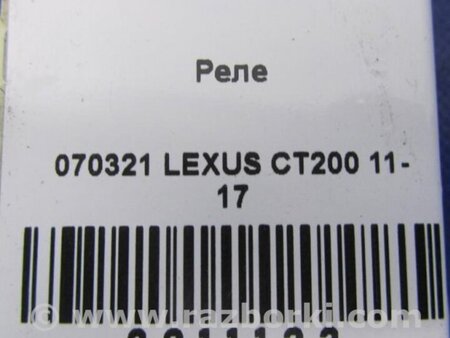 Реле
070321 LEXUS CT200 11-
17
© www.razborki.com